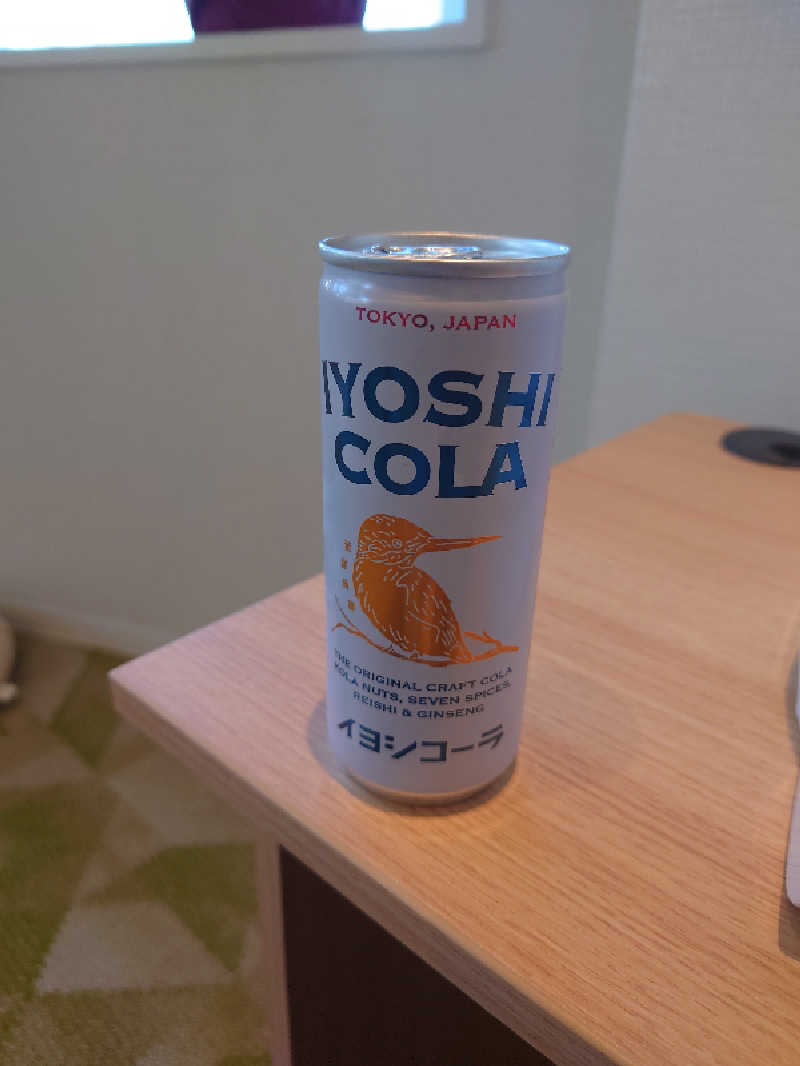 TOKYO, JAPAN
IYOSHI
COLA
THE ORIGINAL CRAFT COLA
KOLA NUTS, SEVEN SPICES,
REISHI & GINSENG
イヨシコーラ